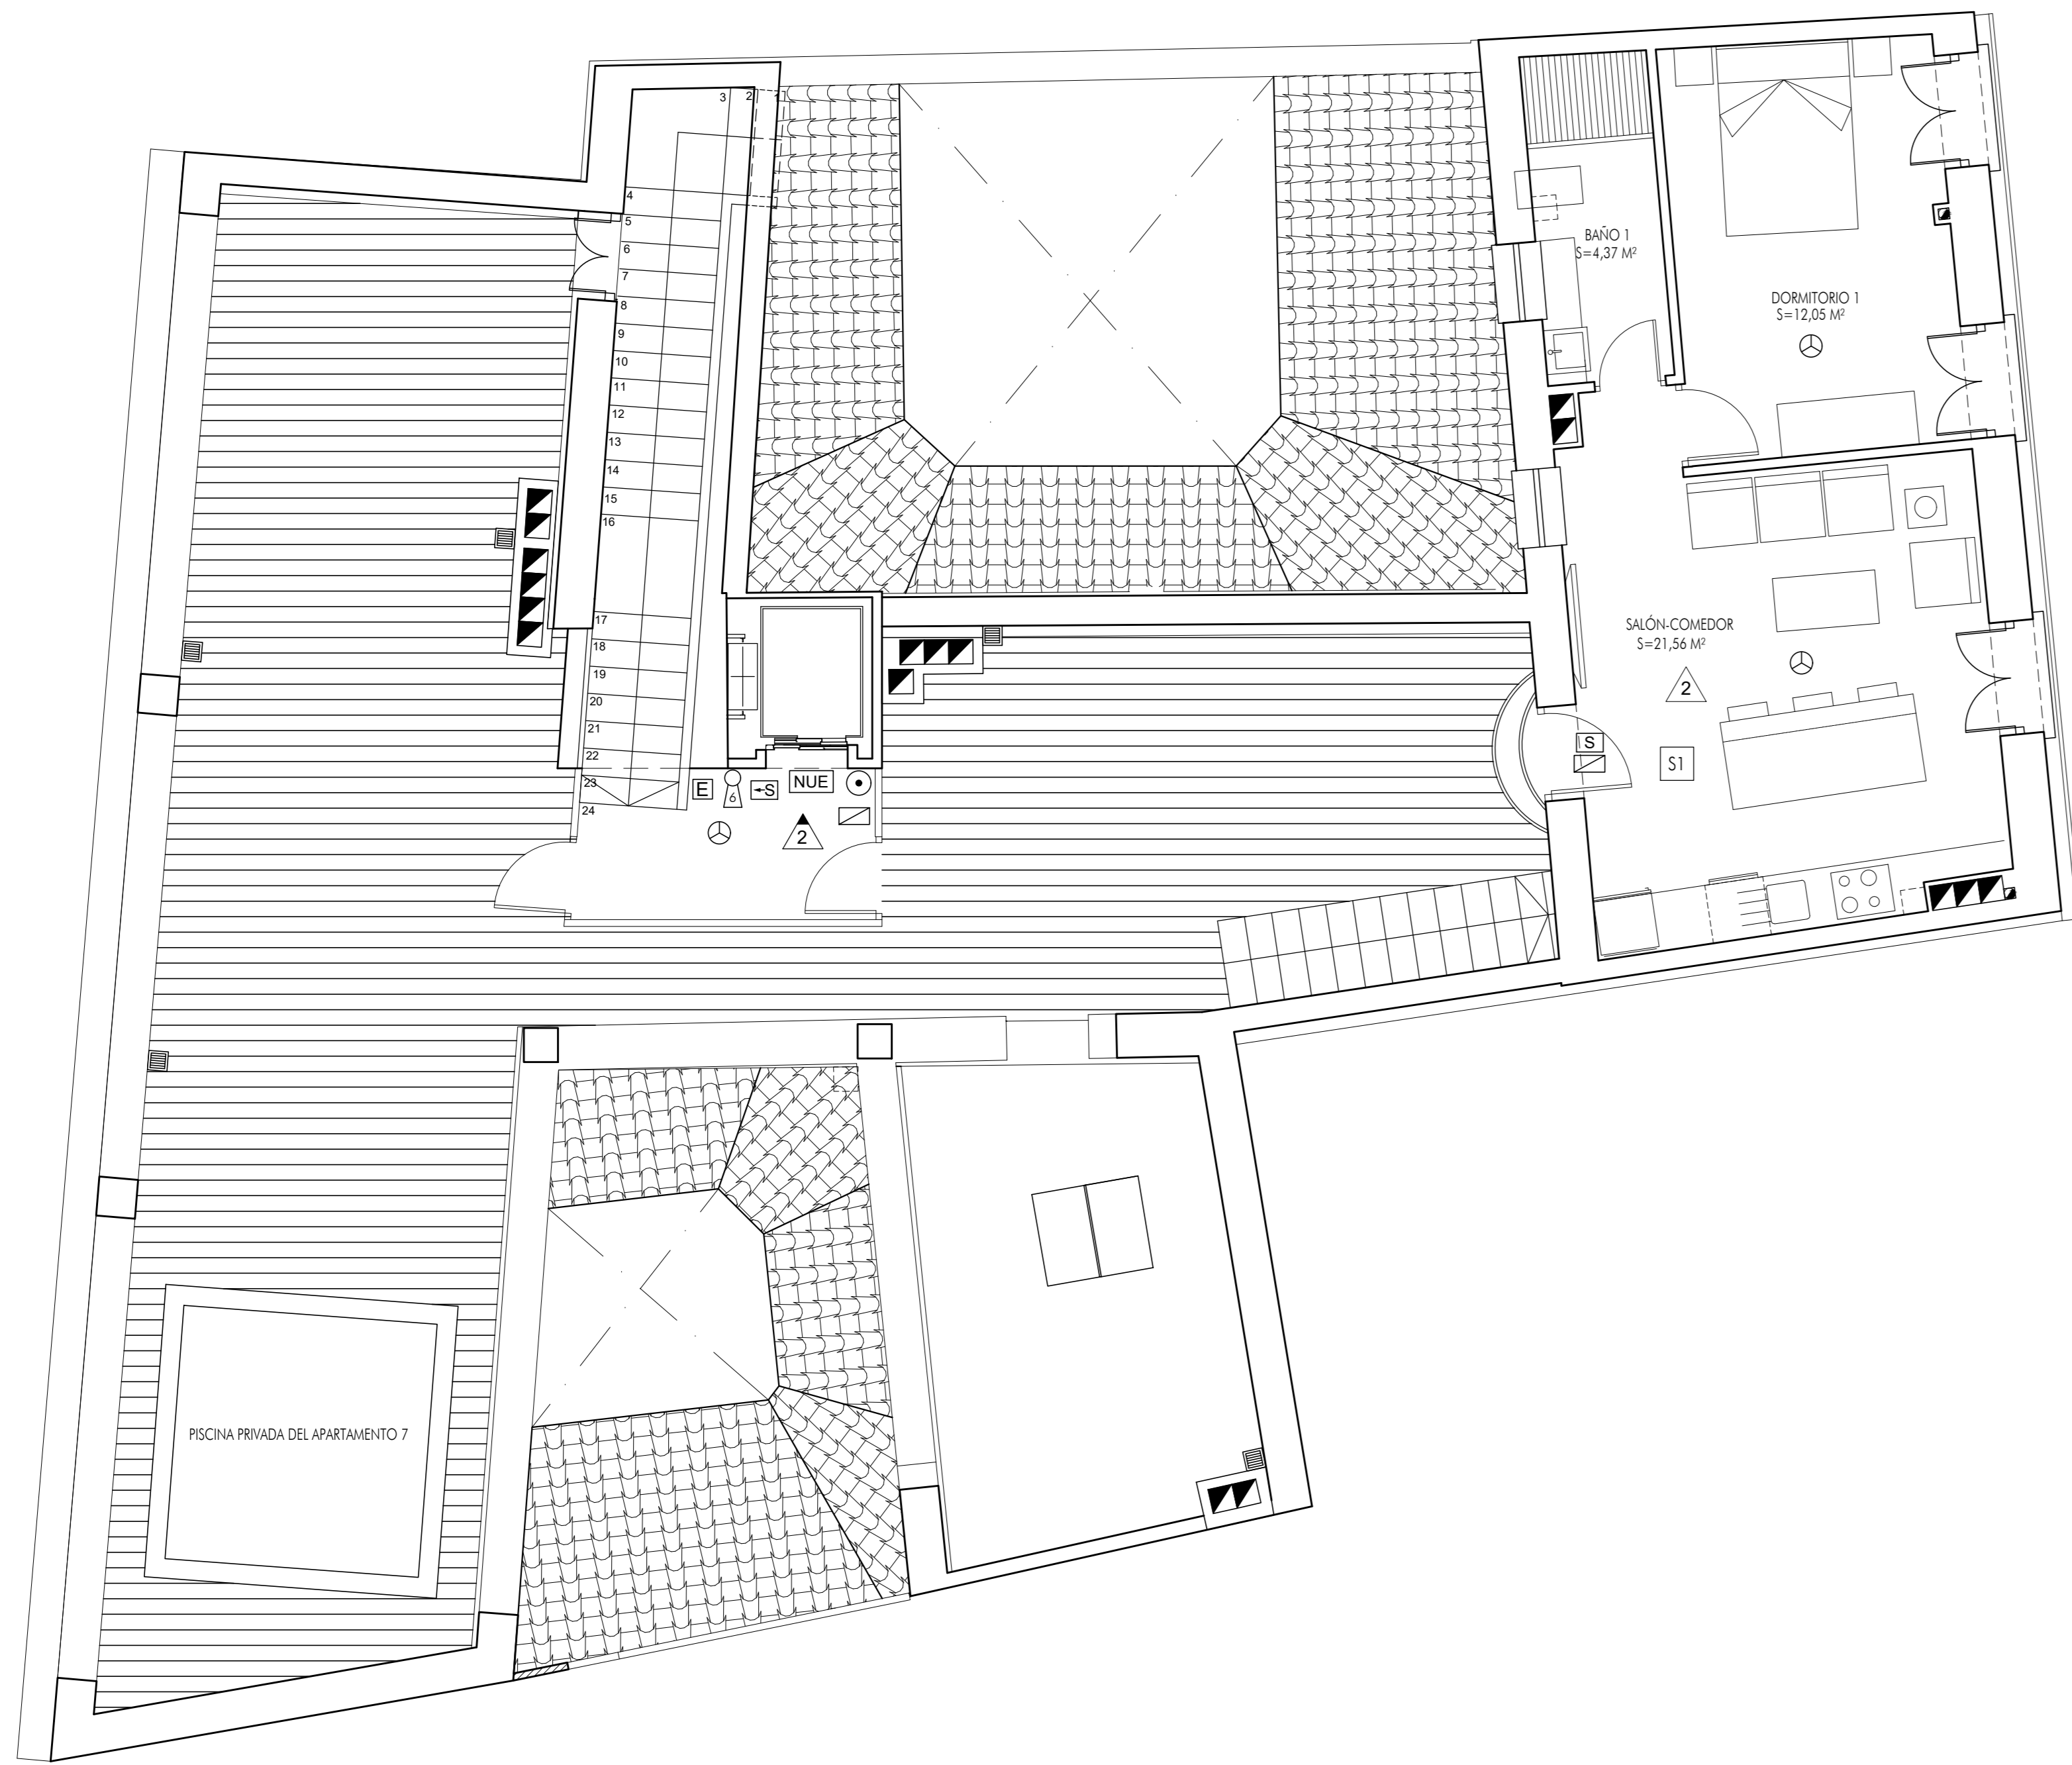 3
2
1
4
5
6
7
8
9
10
11
12
13
14
15
16
17
18
19
20
21
22
23
24
BAÑO 1
S=4,37 M²
DORMITORIO 1
S=12,05 M²
SALÓN-COMEDOR
S=21,56 M²
2
S
S1
E
6
S
NUE
2
PISCINA PRIVADA DEL APARTAMENTO 7